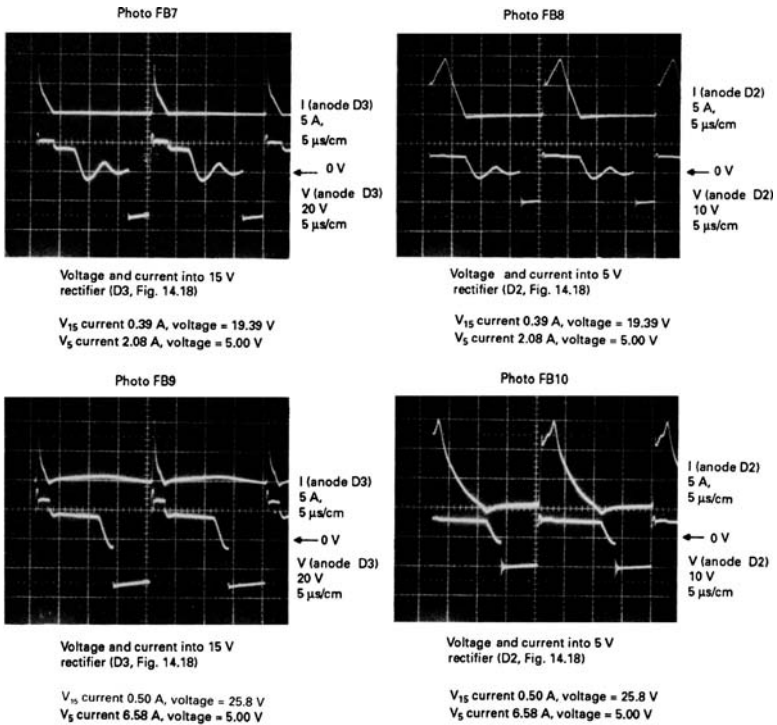 Photo FB7
I (anode D3)
5 A,
5 μs/cm
0 V
V (anode D3)
20 V
5 μs/cm
Voltage and current into 15 V
rectifier (D3, Fig. 14.18)
V15 current 0.39 A, voltage = 19.39 V
V5 current 2.08 A, voltage = 5.00 V
Photo FB8
I (anode D2)
5 A,
5 μs/cm
0 V
V (anode D2)
10 V
5 μs/cm
Voltage and current into 5 V
rectifier (D2, Fig. 14.18)
V15 current 0.39 A, voltage = 19.39 V
V5 current 2.08 A, voltage = 5.00 V
Photo FB9
I (anode D3)
5 A,
5 μs/cm
0 V
V (anode D3)
20 V
5 μs/cm
Voltage and current into 15 V
rectifier (D3, Fig. 14.18)
V15 current 0.50 A, voltage = 25.8 V
V5 current 6.58 A, voltage = 5.00 V
Photo FB10
I (anode D2)
5 A,
5 μs/cm
0 V
V (anode D2)
10 V
5 μs/cm
Voltage and current into 5 V
rectifier (D2, Fig. 14.18)
V15 current 0.50 A, voltage = 25.8 V
V5 current 6.58 A, voltage = 5.00 V